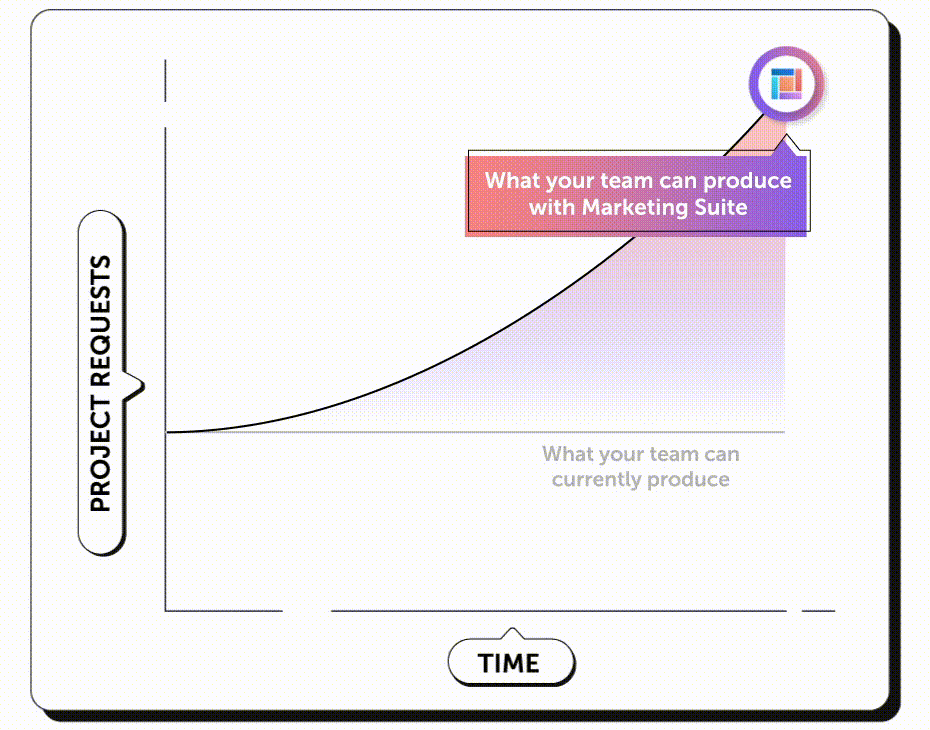 What your team can produce
with Marketing Suite
PROJECT REQUESTS
What your team can
currently produce
TIME